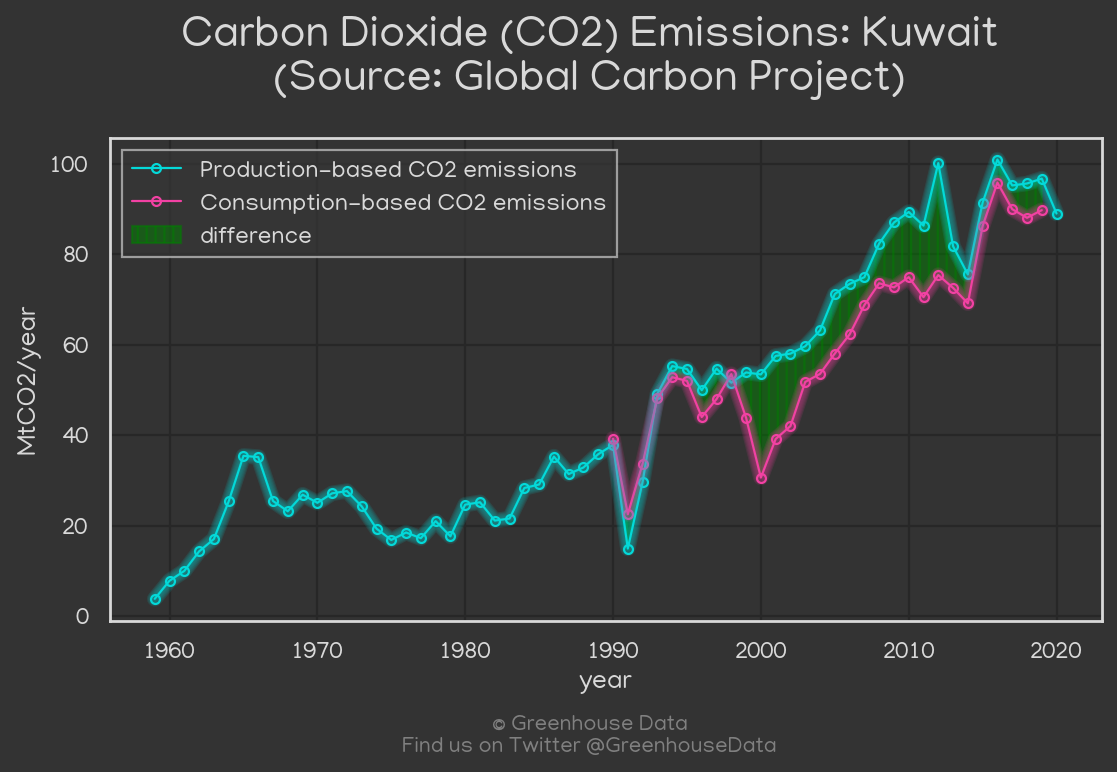 Carbon Dioxide (CO2) Emissions: Kuwait
(Source: Global Carbon Project)
100
80
60
40
20
0
MtCO2/year
Production-based CO2 emissions
Consumption-based CO2 emissions
difference
1960 1970 1980 1990 2000 2010 2020
year
© Greenhouse Data
Find us on Twitter @GreenhouseData